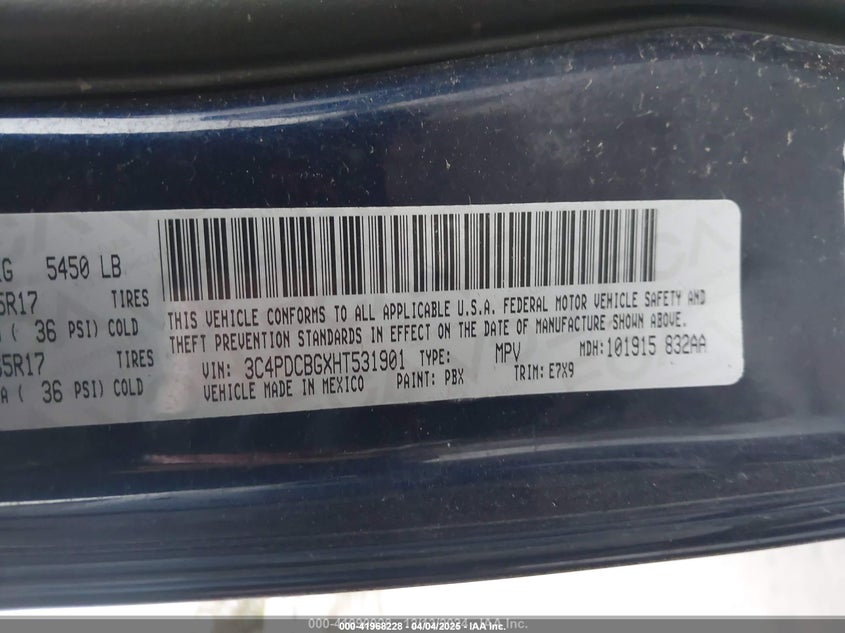 5450 LB
5R17 TIRES
( 36 PSI) COLD
55R17 TIRES
A ( 36 PSI) COLD
THIS VEHICLE CONFORMS TO ALL APPLICABLE U.S.A. FEDERAL MOTOR VEHICLE SAFETY AND
THEFT PREVENTION STANDARDS IN EFFECT ON THE DATE OF MANUFACTURE SHOWN ABOVE.
VIN: 3C4PDCBGXHT531901 TYPE: MPV MDH: 101915 832AA
VEHICLE MADE IN MEXICO PAINT: PBX TRIM: E7X9
000-41968228 - 04/04/2025 - IAA Inc.